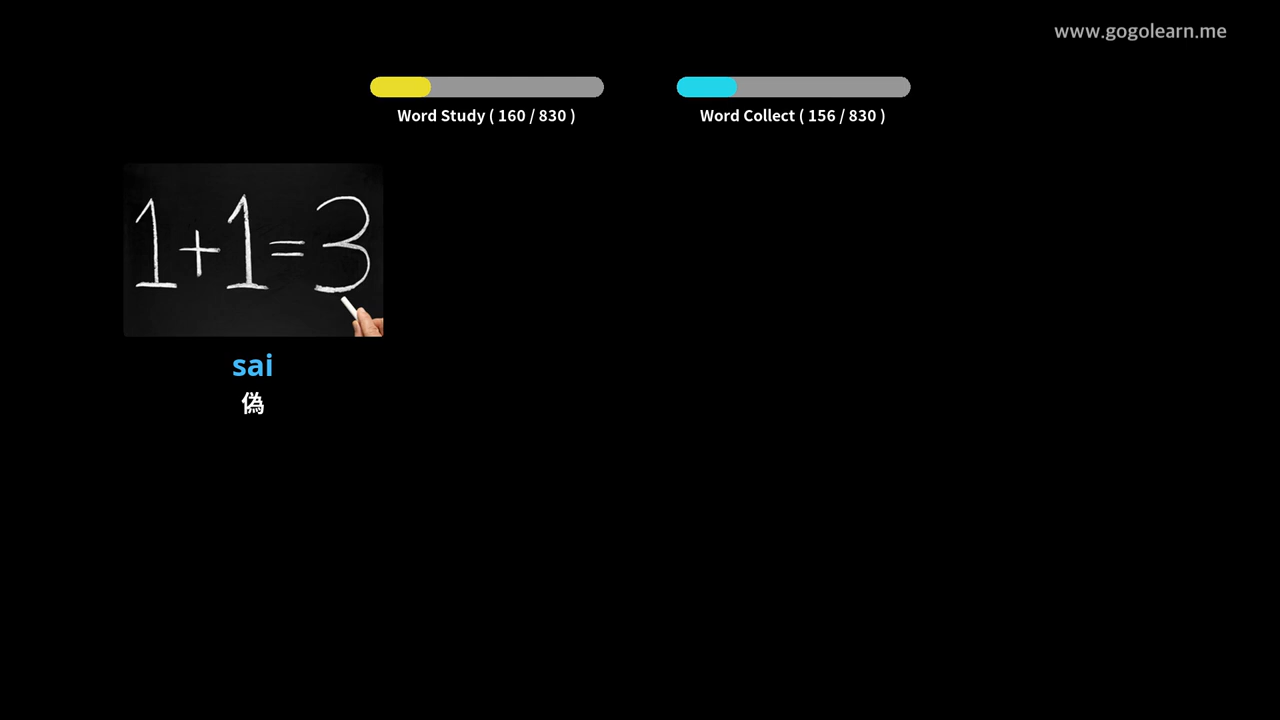 www.gogolearn.me
Word Study ( 160 / 830 )
Word Collect ( 156 / 830 )
1+1=3
sai
偽